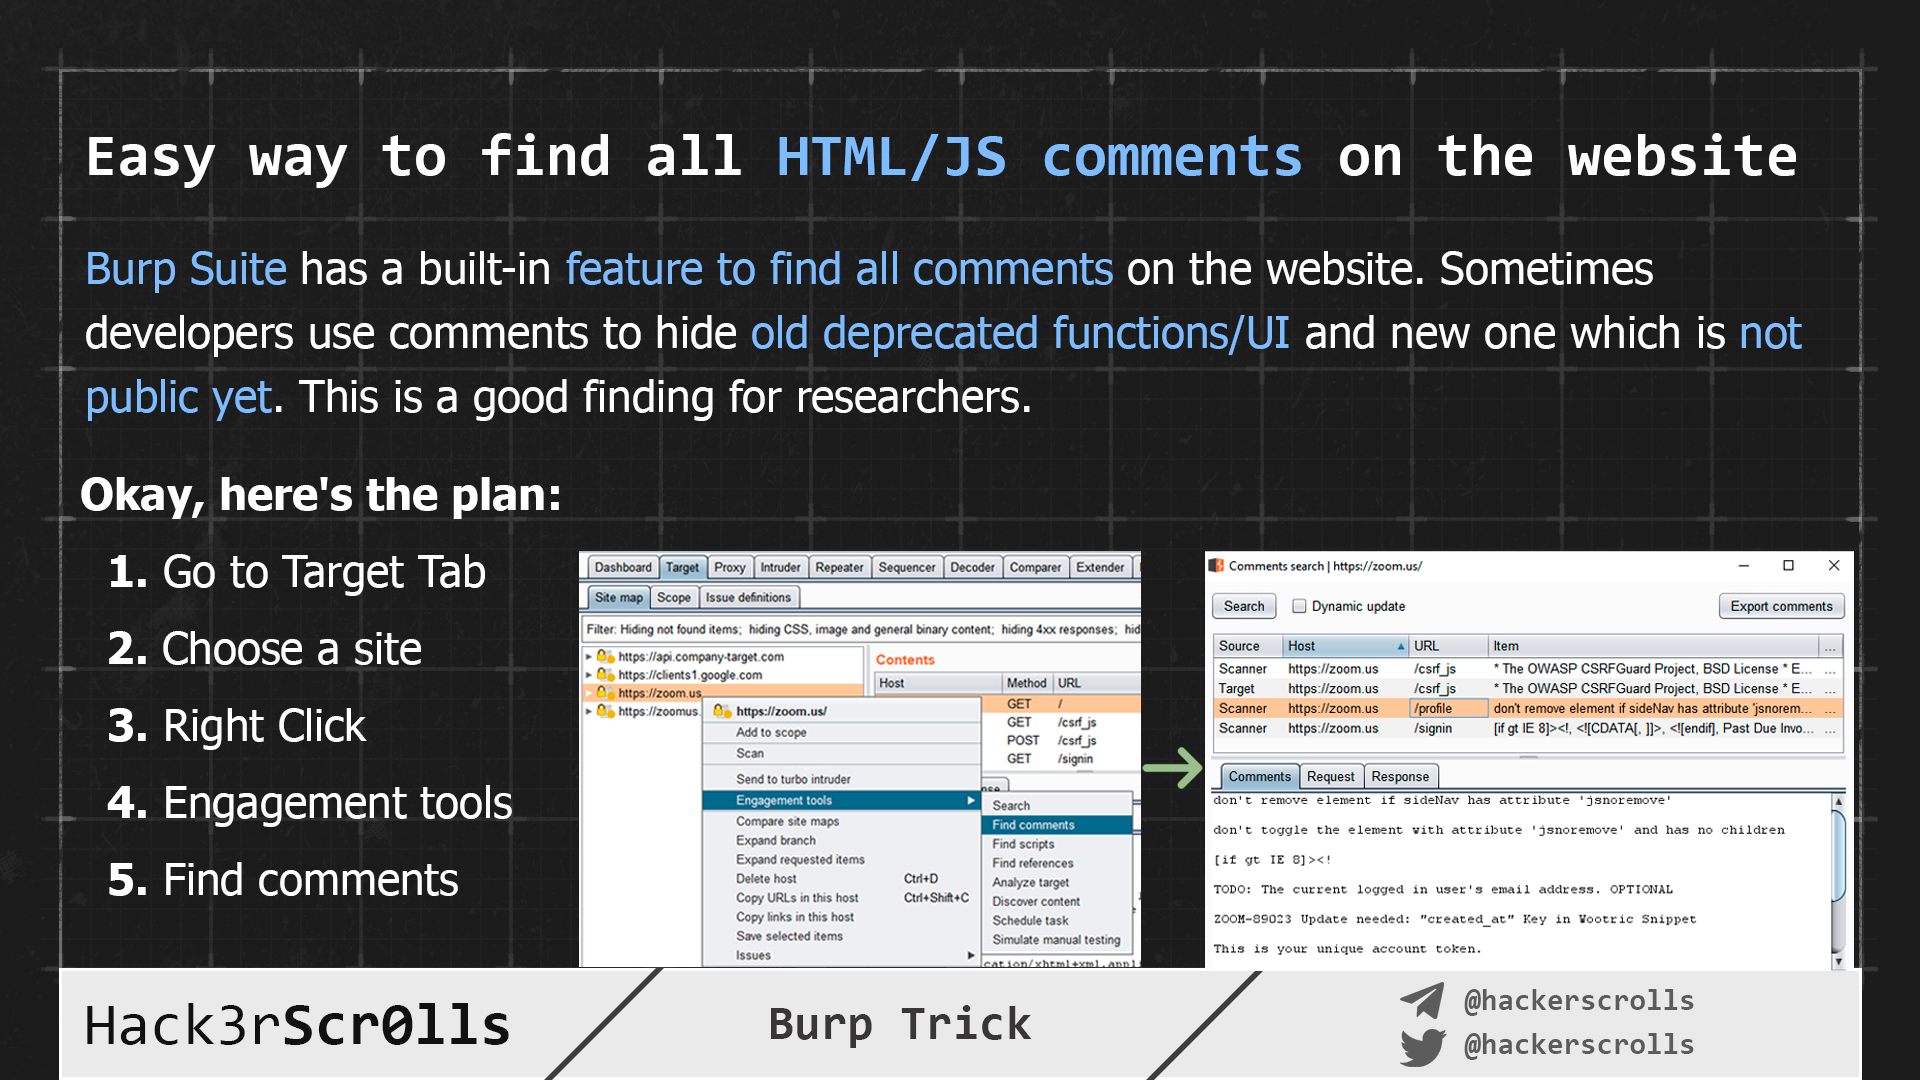 Easy way to find all HTML/JS comments on the website
Burp Suite has a built-in feature to find all comments on the website. Sometimes
developers use comments to hide old deprecated functions/UI and new one which is not
public yet. This is a good finding for researchers.
Okay, here's the plan:
1. Go to Target Tab
2. Choose a site
3. Right Click
4. Engagement tools
5. Find comments
Dashboard Target Proxy Intruder Repeater Sequencer Decoder Comparer Extender
Site map Scope Issue definitions
Filter: Hiding not found items; hiding CSS, image and general binary content; hiding 4xx responses; hid
https://api.company-target.com
https://clients1.google.com
https://zoom.us
https://zoomus.
Contents
Host Method URL
GET /
GET /csrf_js
POST /csrf_js
GET /signin
https://zoom.us/
Add to scope
Scan
Send to turbo intruder
Engagement tools
Compare site maps
Expand branch
Expand requested items
Delete host Ctrl+D
Copy URLs in this host Ctrl+Shift+C
Copy links in this host
Save selected items
Issues
Search
Find comments
Find scripts
Find references
Analyze target
Discover content
Schedule task
Simulate manual testing
cation/xhtml+xml,appli
Comments search | https://zoom.us/
Search Dynamic update Export comments
Source Host URL Item ...
Scanner https://zoom.us /csrf_js * The OWASP CSRFGuard Project, BSD License * E... ...
Target https://zoom.us /csrf_js * The OWASP CSRFGuard Project, BSD License * E... ...
Scanner https://zoom.us /profile don't remove element if sideNav has attribute 'jsnorem... ...
Scanner https://zoom.us /signin [if gt IE 8]><!, <![CDATA[, ]]>, <![endif], Past Due Invo... ...
Comments Request Response
don't remove element if sideNav has attribute 'jsnoremove'
don't toggle the element with attribute 'jsnoremove' and has no children
[if gt IE 8]><!
TODO: The current logged in user's email address. OPTIONAL
ZOOM-89023 Update needed: "created_at" Key in Wootric Snippet
This is your unique account token.
Hack3rScr0lls
Burp Trick
@hackerscrolls
@hackerscrolls